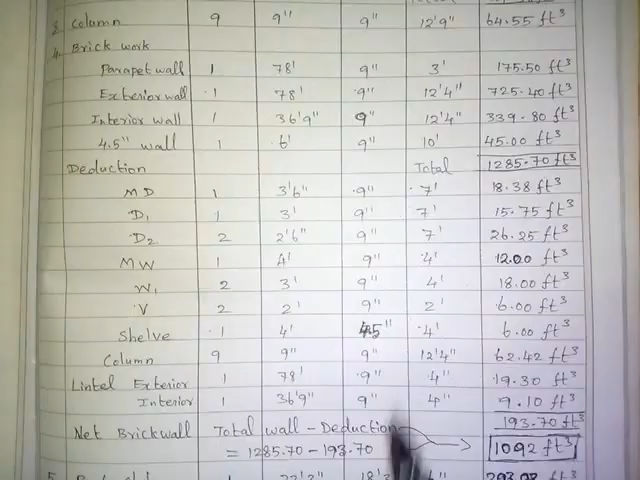 3. Column 9 9" 9" 12'9" 64.55 ft³
4. Brick work
Parapet wall 1 78' 9" 3' 175.50 ft³
Exterior wall 1 78' 9" 12'4" 725.40 ft³
Interior wall 1 36'9" 9" 12'4" 339.80 ft³
4.5" wall 1 6' 9" 10' 45.00 ft³
Deduction Total 1285.70 ft³
MD 1 3'6" 9" 7' 18.38 ft³
D1 1 3' 9" 7' 15.75 ft³
D2 2 2'6" 9" 7' 26.25 ft³
MW 1 4' 9" 4' 12.00 ft³
W1 2 3' 9" 4' 18.00 ft³
V 2 2' 9" 2' 6.00 ft³
Shelve 1 4' 4.5" 4' 6.00 ft³
Column 9 9" 9" 12'4" 62.42 ft³
Lintel Exterior 1 78' 9" 4" 19.30 ft³
Interior 1 36'9" 9" 4" 9.10 ft³
193.70 ft³
Net Brickwall Total wall - Deduction
= 1285.70 - 193.70 1092 ft³